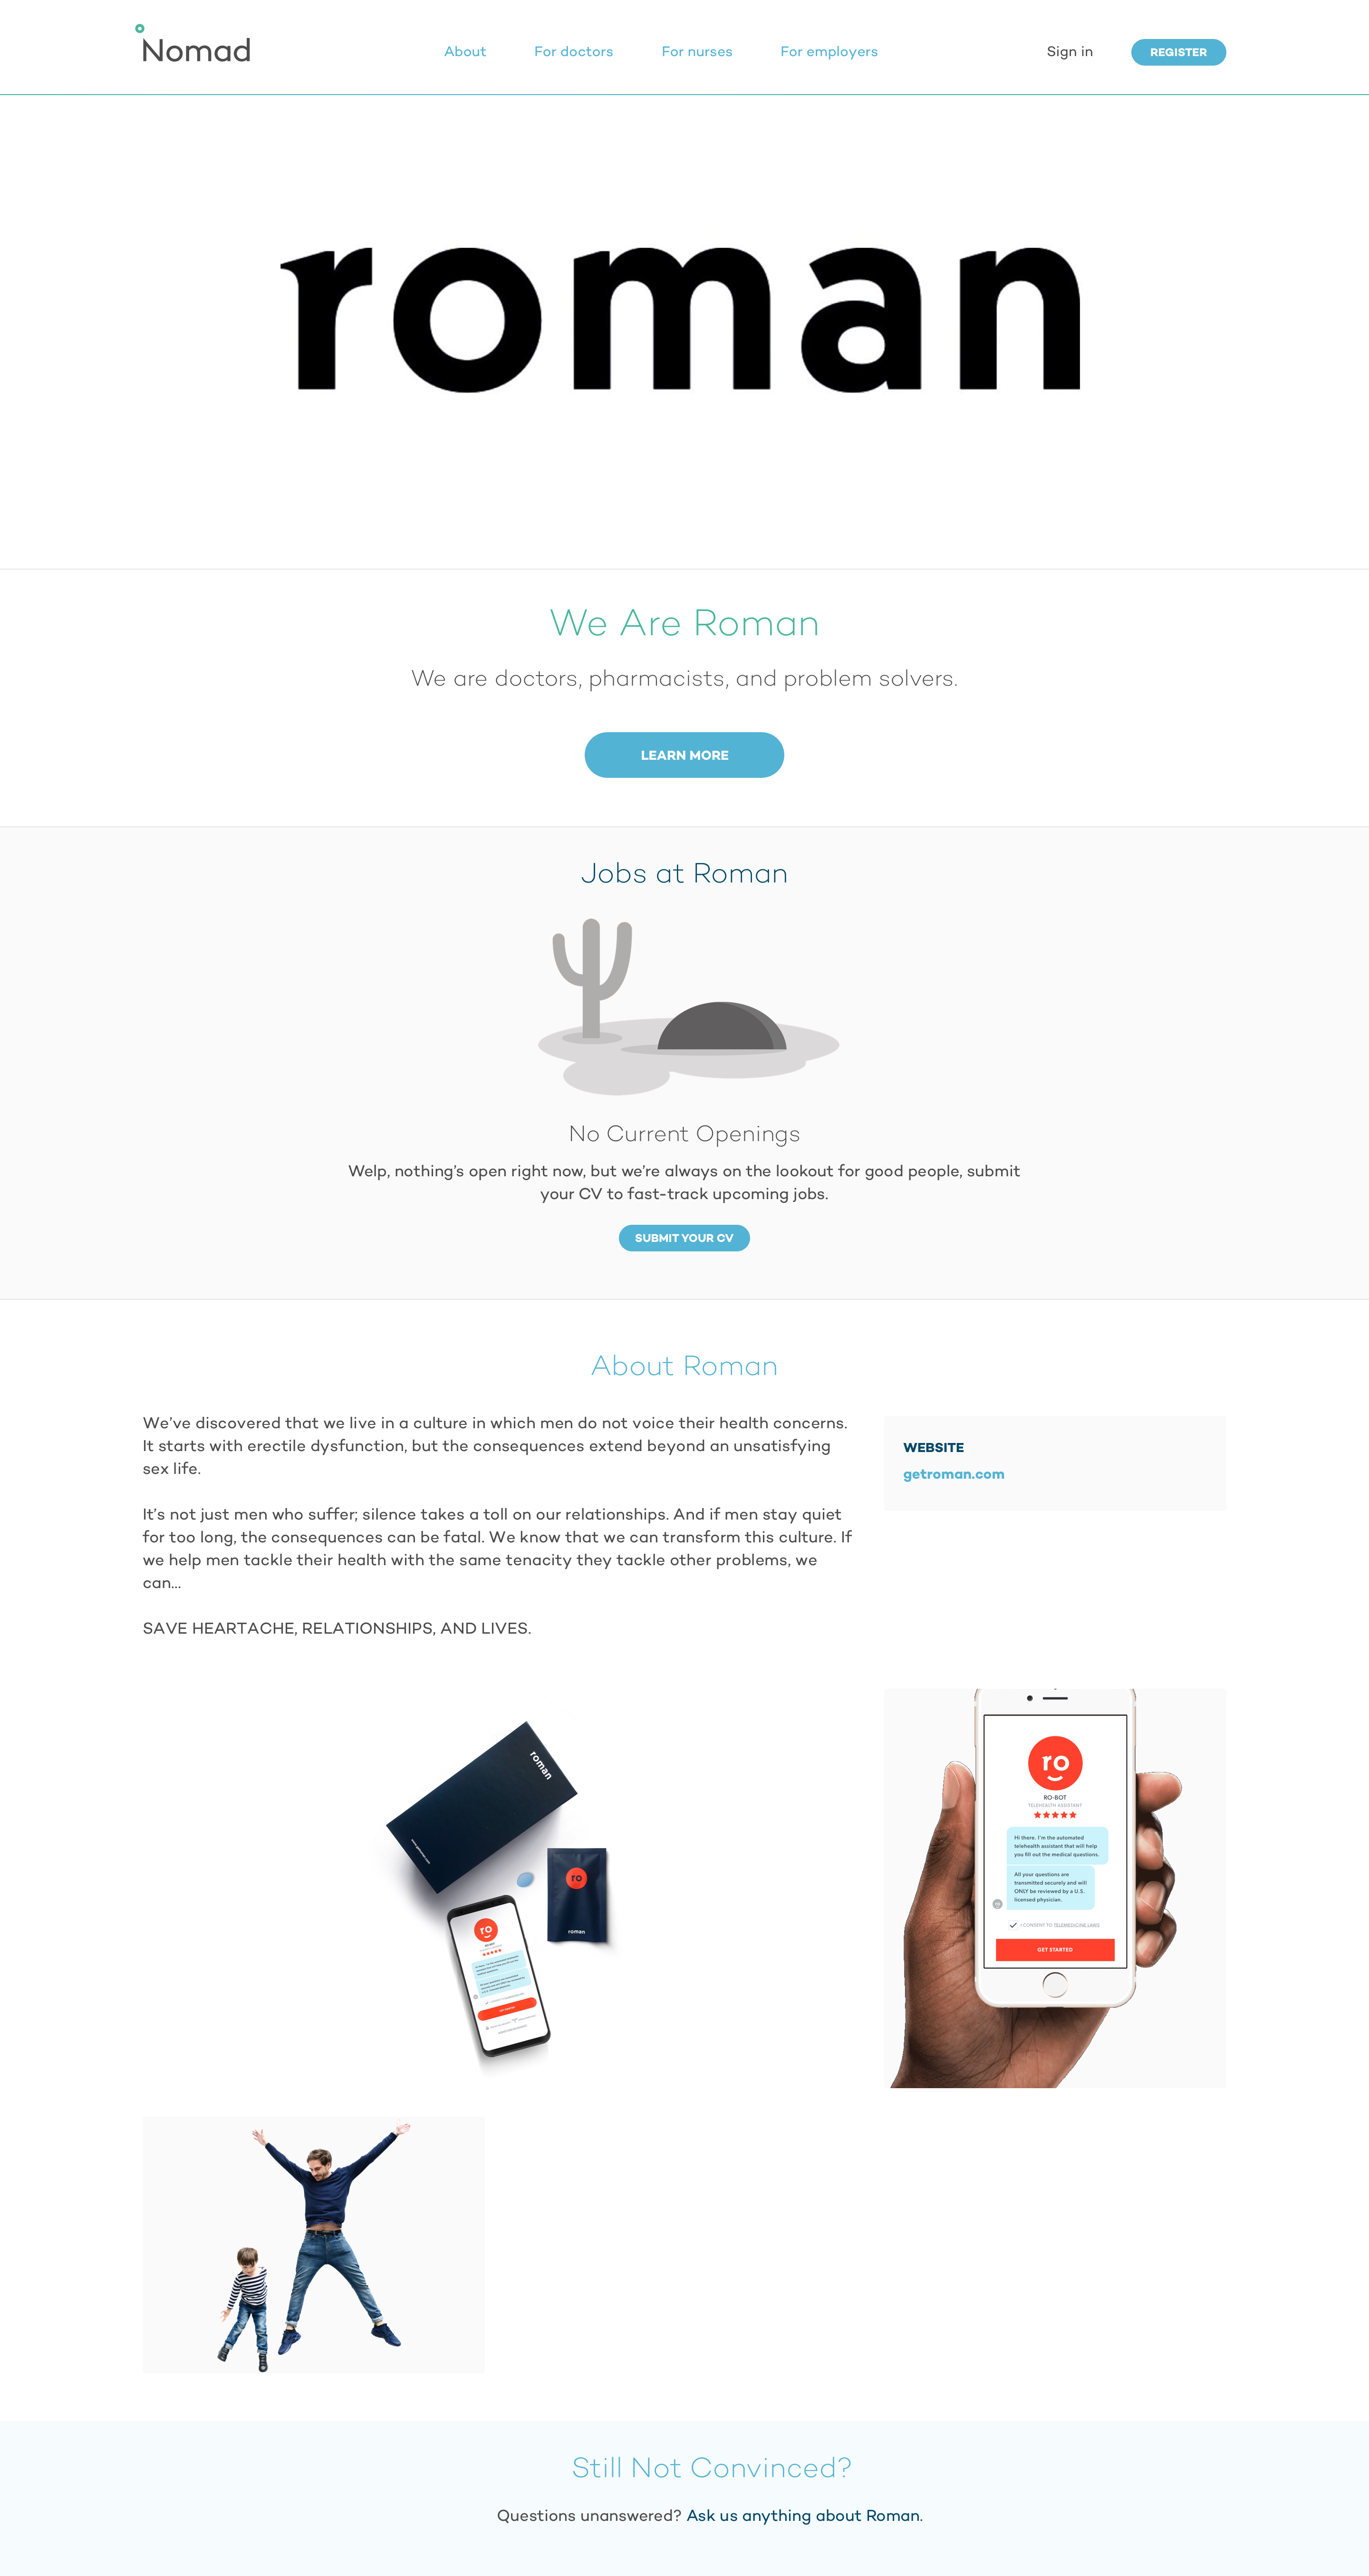 Nomad
About For doctors For nurses For employers Sign in REGISTER
roman
We Are Roman
We are doctors, pharmacists, and problem solvers.
LEARN MORE
Jobs at Roman
No Current Openings
Welp, nothing's open right now, but we're always on the lookout for good people, submit
your CV to fast-track upcoming jobs.
SUBMIT YOUR CV
About Roman
We've discovered that we live in a culture in which men do not voice their health concerns.
It starts with erectile dysfunction, but the consequences extend beyond an unsatisfying
sex life.
It's not just men who suffer; silence takes a toll on our relationships. And if men stay quiet
for too long, the consequences can be fatal. We know that we can transform this culture. If
we help men tackle their health with the same tenacity they tackle other problems, we
can...
SAVE HEARTACHE, RELATIONSHIPS, AND LIVES.
WEBSITE
getroman.com
roman
ro
roman
ro
ro
RO-BOT
TELEHEALTH ASSISTANT
Hi there. I'm the automated
telehealth assistant that will help
you fill out the medical questions.
All your questions are
transmitted securely and will
ONLY be reviewed by a U.S.
licensed physician.
I CONSENT TO TELEMEDICINE LAWS
GET STARTED
Still Not Convinced?
Questions unanswered? Ask us anything about Roman.